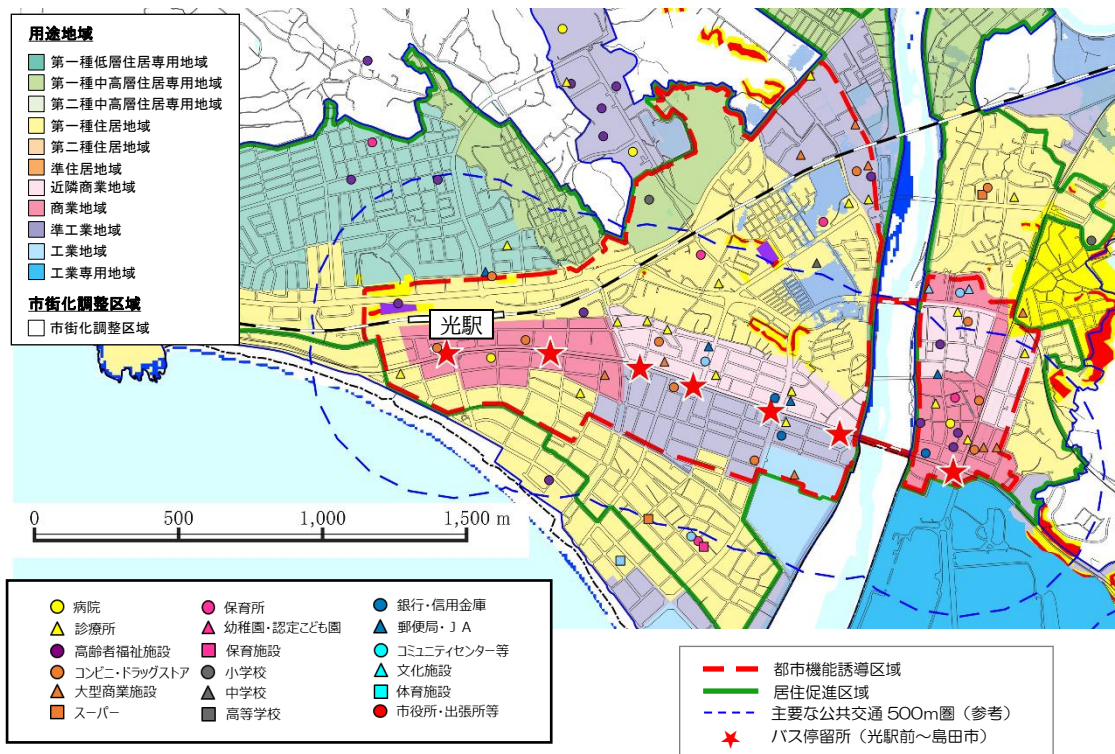 用途地域
第一種低層住居専用地域
第一種中高層住居専用地域
第二種中高層住居専用地域
第一種住居地域
第二種住居地域
準住居地域
近隣商業地域
商業地域
準工業地域
工業地域
工業専用地域
市街化調整区域
市街化調整区域
光駅
0 500 1,000 1,500 m
病院
診療所
高齢者福祉施設
コンビニ・ドラッグストア
大型商業施設
スーパー
保育所
幼稚園・認定こども園
保育施設
小学校
中学校
高等学校
銀行・信用金庫
郵便局・JA
コミュニティセンター等
文化施設
体育施設
市役所・出張所等
都市機能誘導区域
居住促進区域
主要な公共交通 500m圏（参考）
バス停留所（光駅前～島田市）